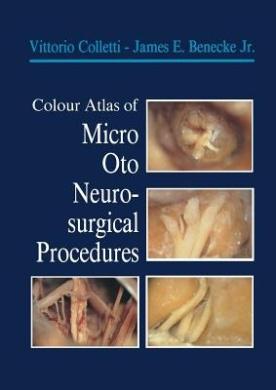 Vittorio Colletti - James E. Benecke Jr.
Colour Atlas of
Micro
Oto
Neuro-
surgical
Procedures